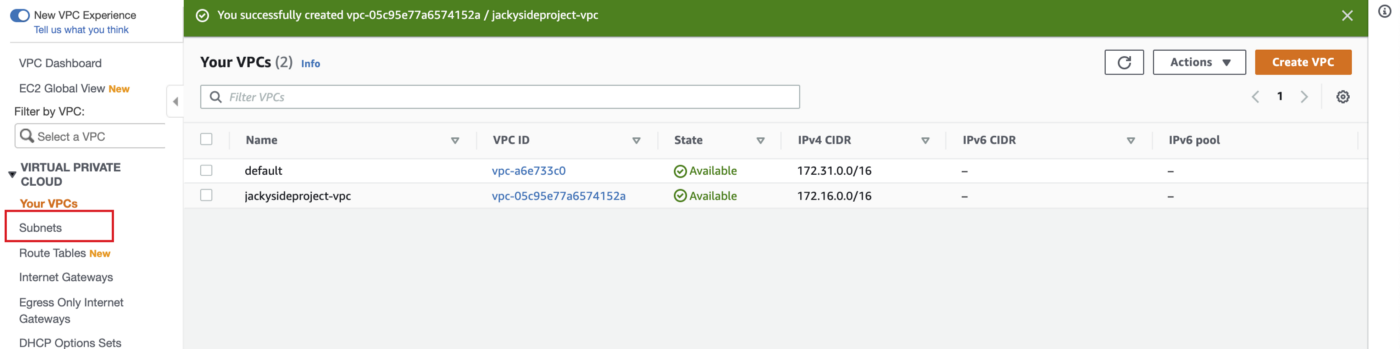 New VPC Experience
Tell us what you think
VPC Dashboard
EC2 Global View New
Filter by VPC:
Select a VPC
VIRTUAL PRIVATE
CLOUD
Your VPCs
Subnets
Route Tables New
Internet Gateways
Egress Only Internet
Gateways
DHCP Options Sets
You successfully created vpc-05c95e77a6574152a / jackysideproject-vpc
Your VPCs (2) Info
Actions
Create VPC
Filter VPCs
1
Name VPC ID State IPv4 CIDR IPv6 CIDR IPv6 pool
default vpc-a6e733c0 Available 172.31.0.0/16 – –
jackysideproject-vpc vpc-05c95e77a6574152a Available 172.16.0.0/16 – –